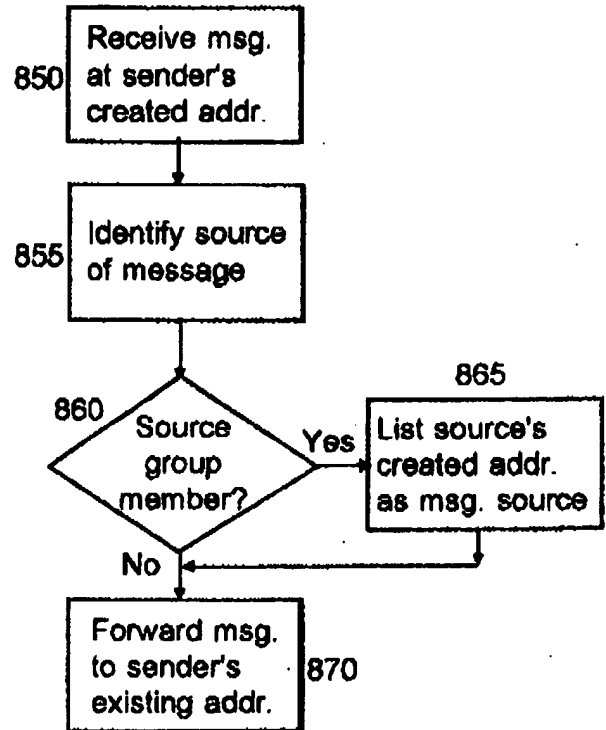 Receive msg.
850
at sender's
created addr.
Identify source
855
of message
860
Source
group
member?
Yes
865
List source's
created addr.
as msg. source
No
Forward msg.
to sender's
870
existing addr.